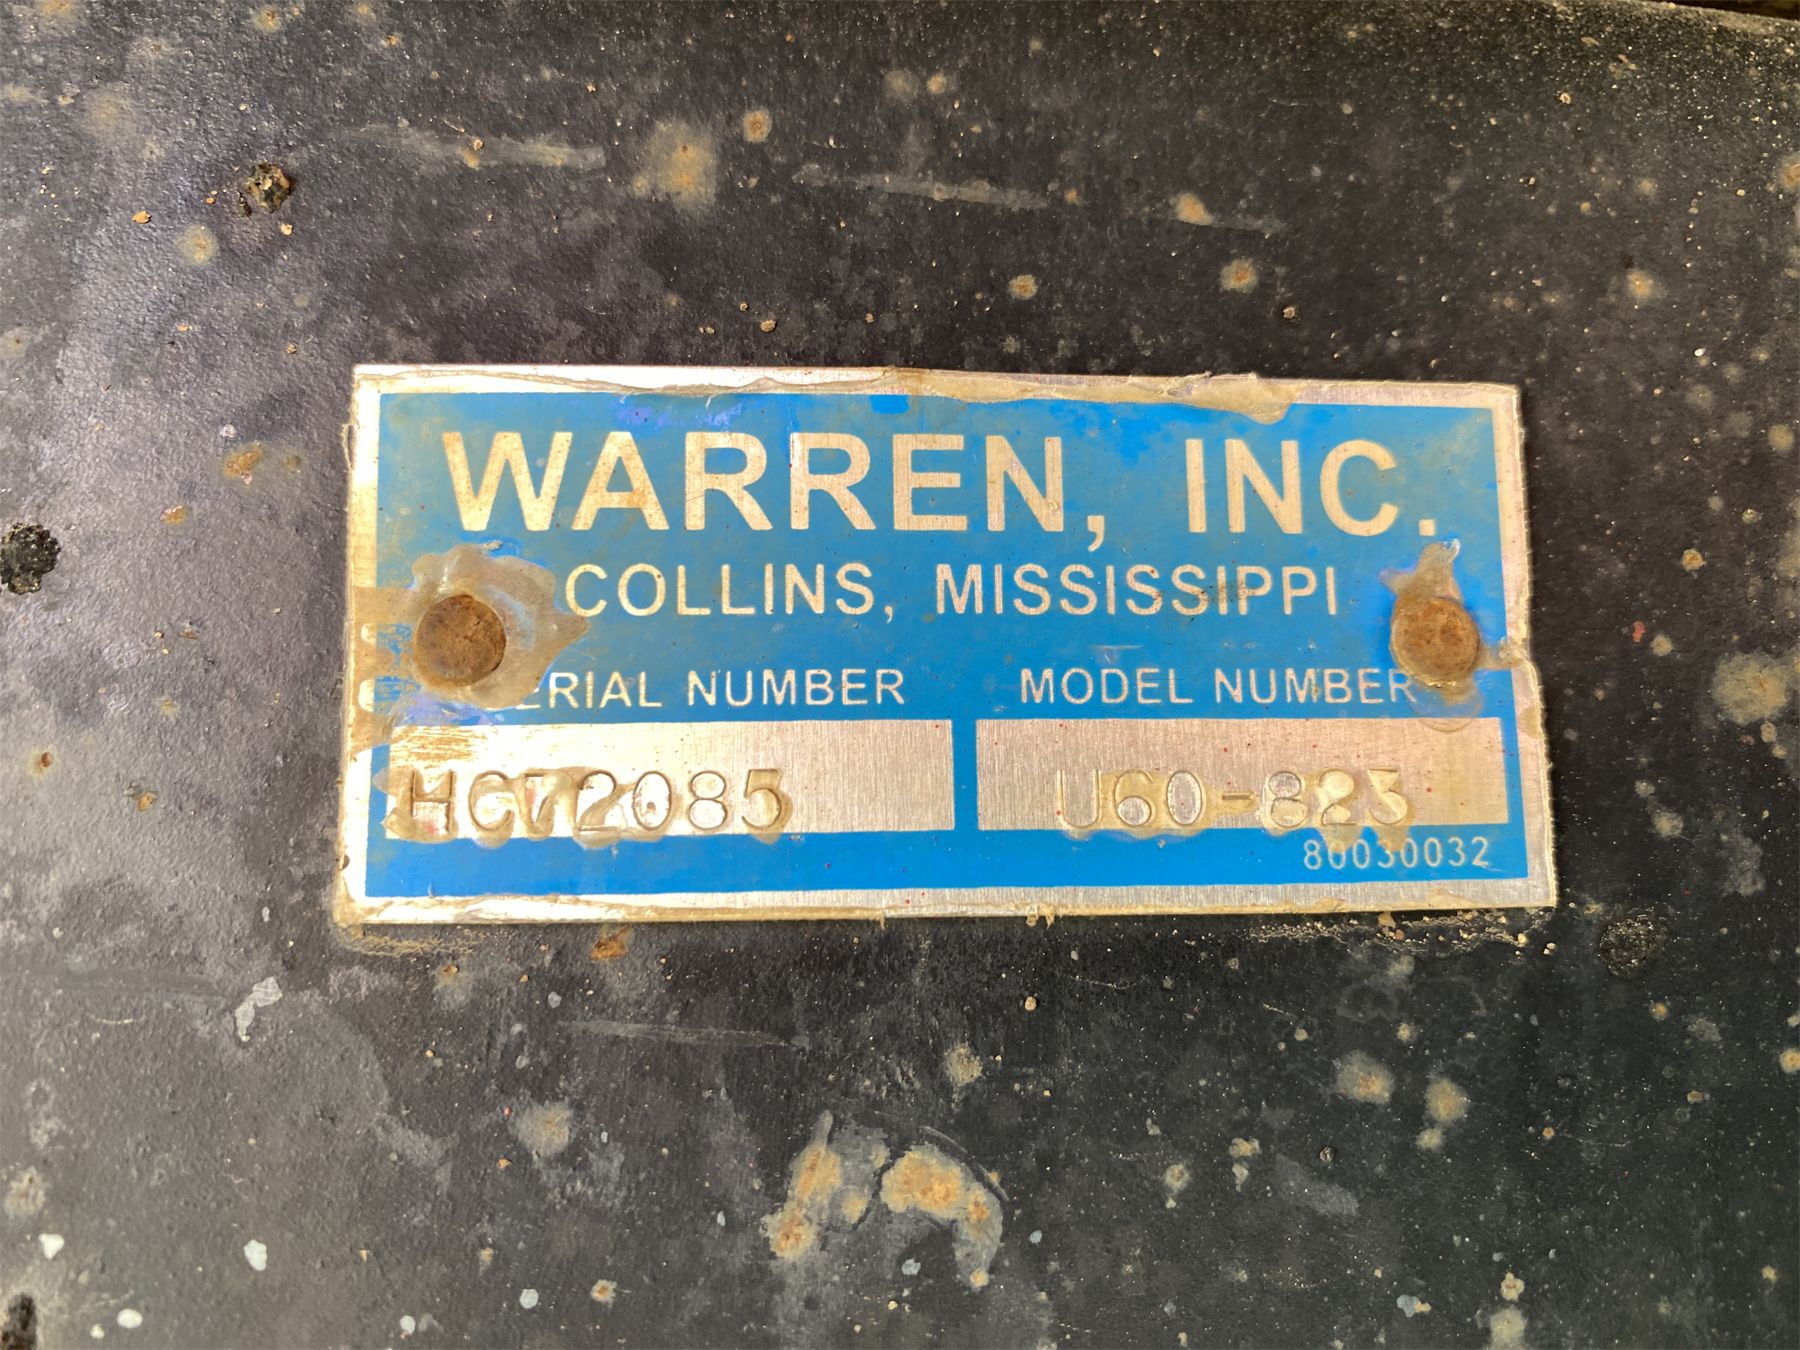 WARREN, INC.
COLLINS, MISSISSIPPI
ERIAL NUMBER MODEL NUMBER
HC72085 U60-823
80030032